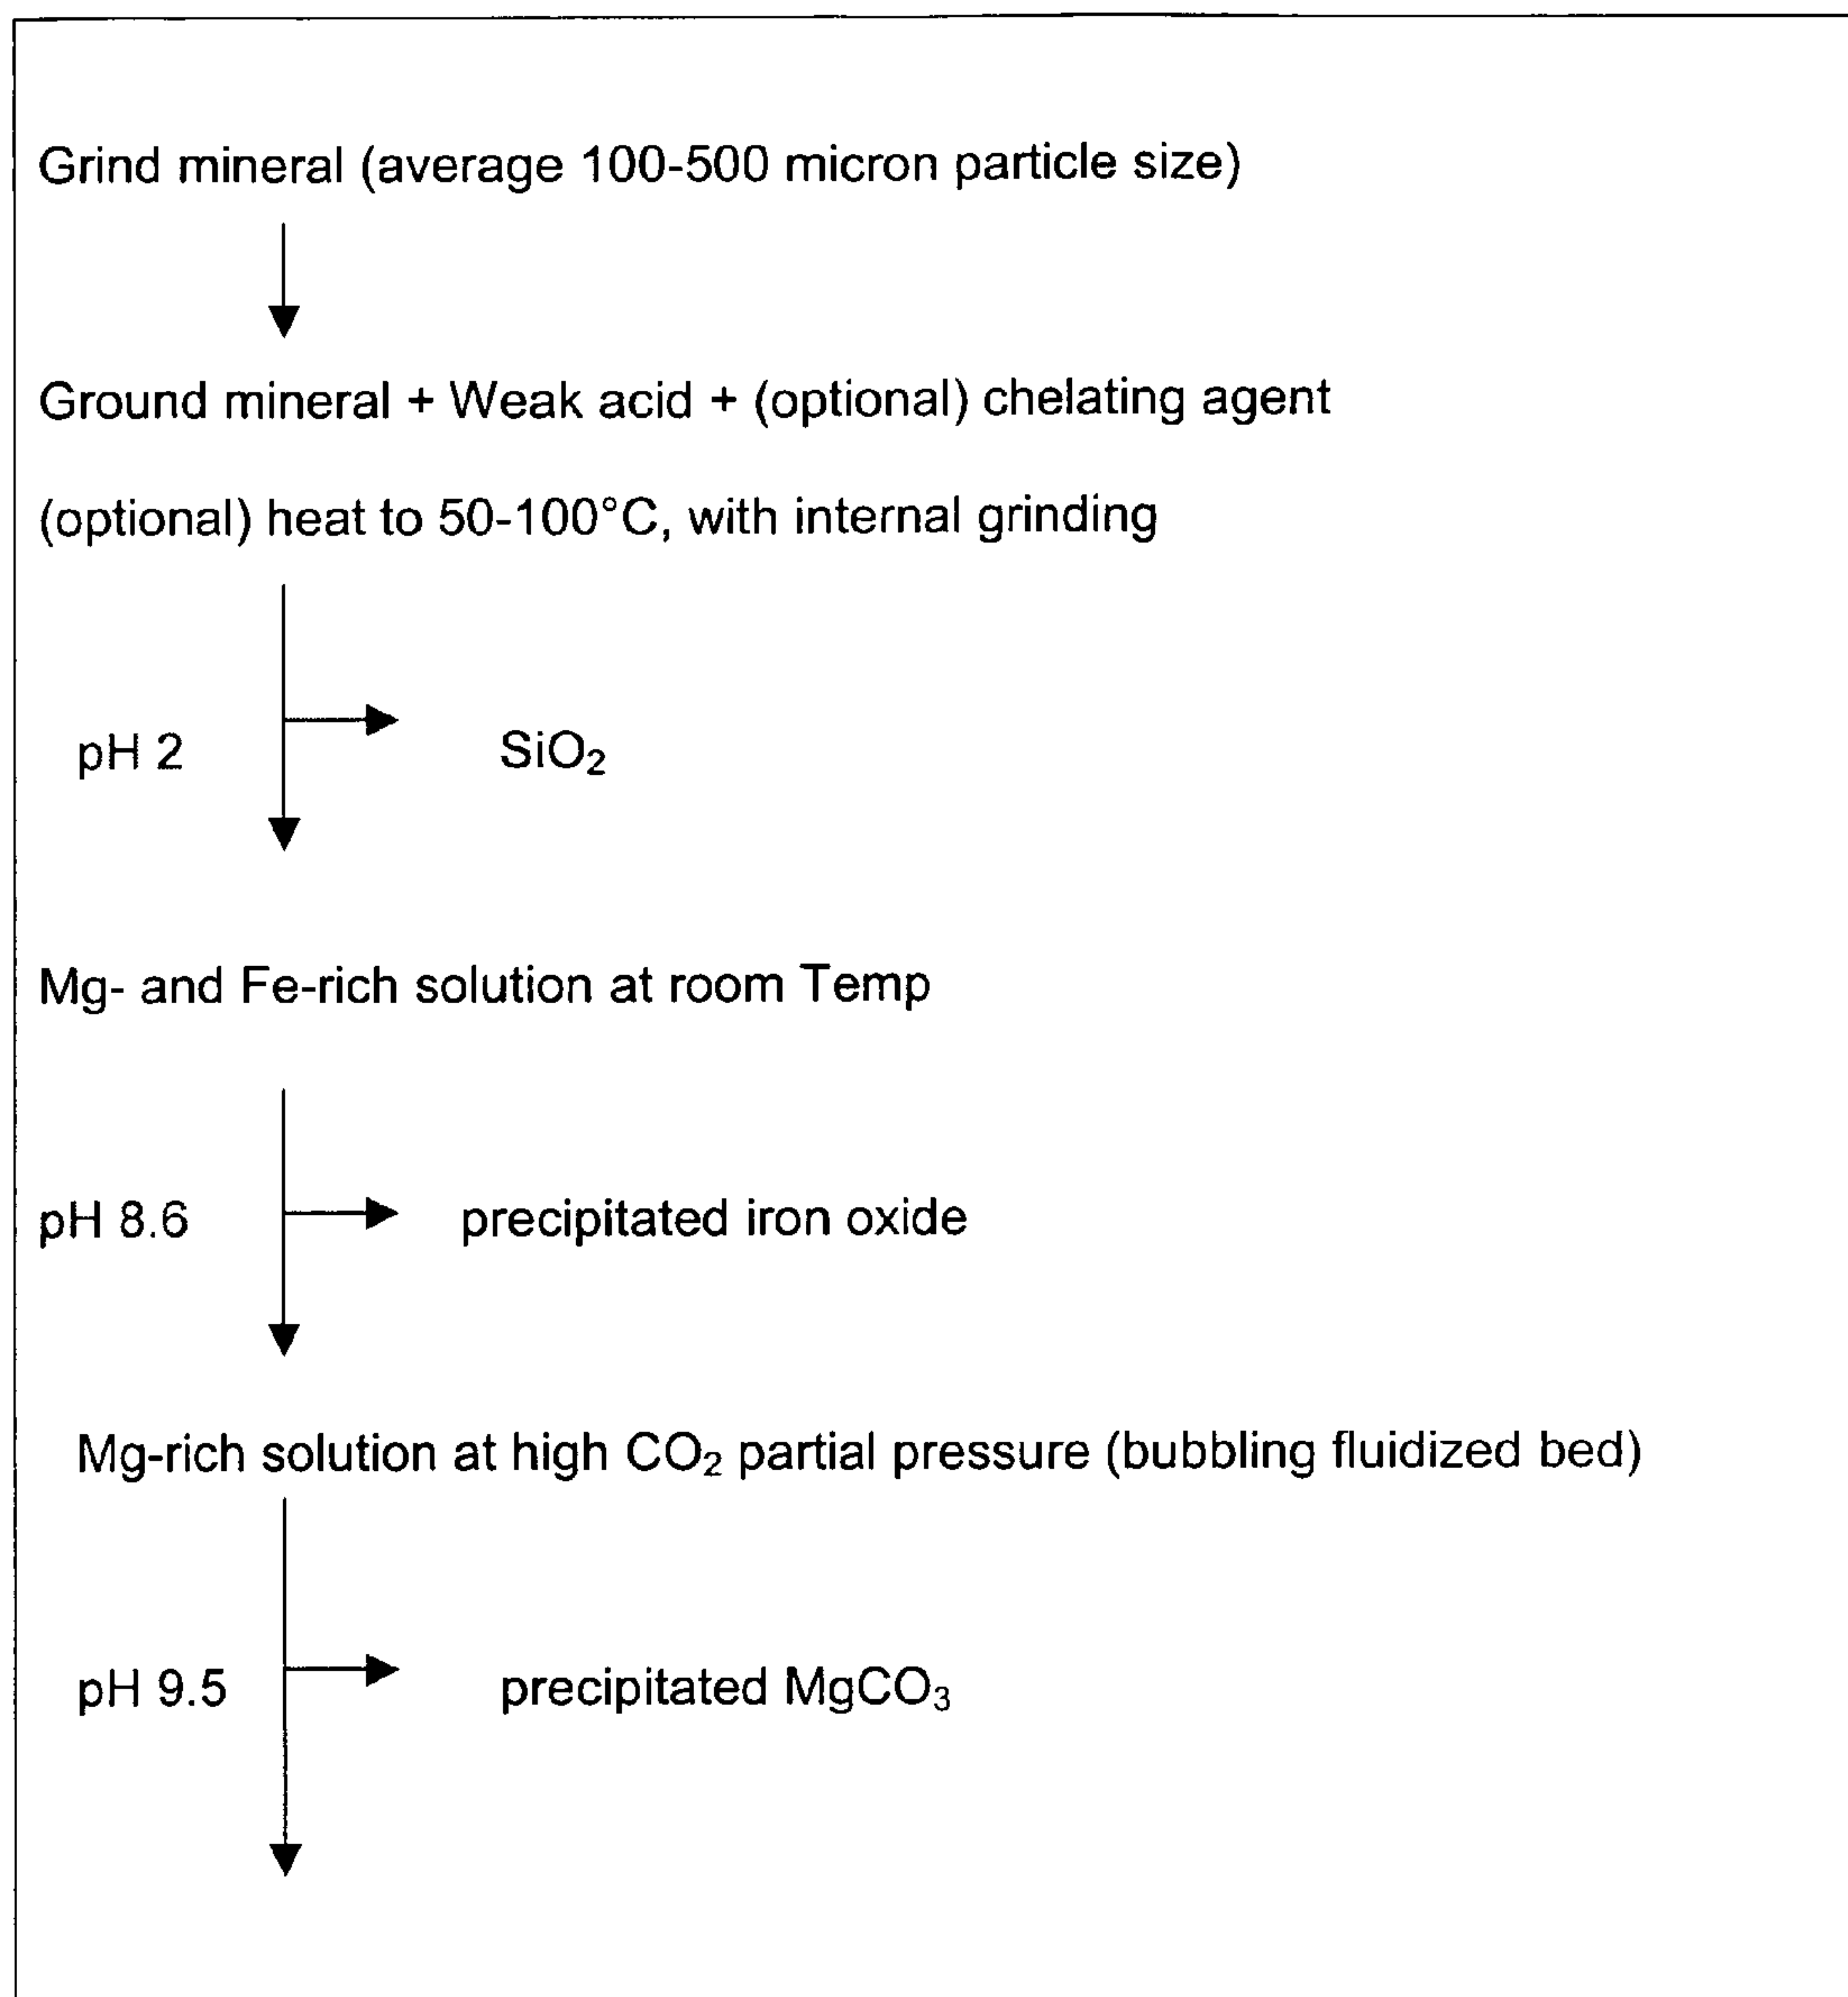 Grind mineral (average 100-500 micron particle size)
Ground mineral + Weak acid + (optional) chelating agent
(optional) heat to 50-100°C, with internal grinding
pH 2 SiO₂
Mg- and Fe-rich solution at room Temp
pH 8.6 precipitated iron oxide
Mg-rich solution at high CO₂ partial pressure (bubbling fluidized bed)
pH 9.5 precipitated MgCO₃